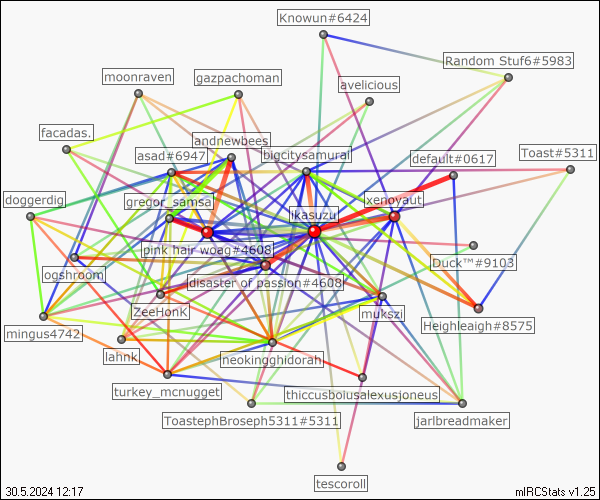 Knowun#6424
Random Stuf6#5983
moonraven
gazpachoman
avelicious
facadas.
andnewbees
asad#6947
bigcitysamurai
default#0617
Toast#5311
doggerdig
gregor_samsa
likasuzu
xenoyaut
pink hair woag#4608
Duck™#9103
ogshroom
disaster of passion#4608
ZeeHonk
mukszi
mingus4742
Heighleagh#8575
lahnk
neokingghidorah
turkey_mcnugget
thiccusboiusalexusjoneus
ToastephBroseph5311#5311
jarlbreadmaker
tescoroll
30.5.2024 12:17
mIRCStats v1.25